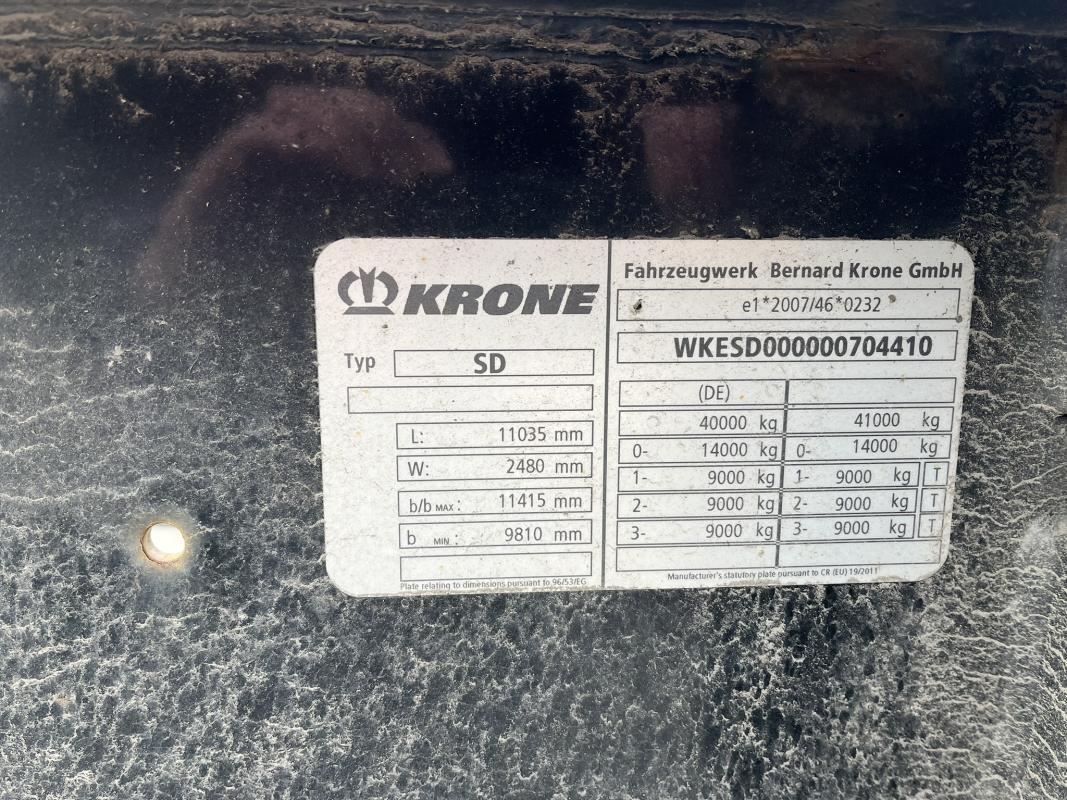 KRONE
Typ SD
L: 11035 mm
W: 2480 mm
b/b MAX : 11415 mm
b MIN : 9810 mm
Plate relating to dimensions pursuant to 96/53/EG
Fahrzeugwerk Bernard Krone GmbH
e1*2007/46*0232
WKESD000000704410
(DE)
40000 kg 41000 kg
0- 14000 kg 0- 14000 kg
1- 9000 kg 1- 9000 kg T
2- 9000 kg 2- 9000 kg T
3- 9000 kg 3- 9000 kg T
Manufacturer's statutory plate pursuant to CR (EU) 19/2011